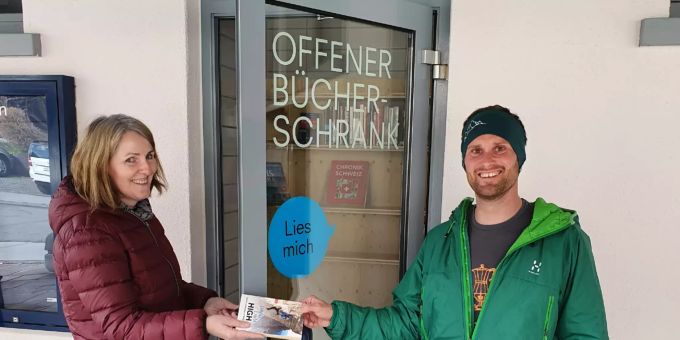 OFFENER
BÜCHER-
SCHRANK
CHRONIK
SCHWEIZ
Lies
mich
HIGH
n